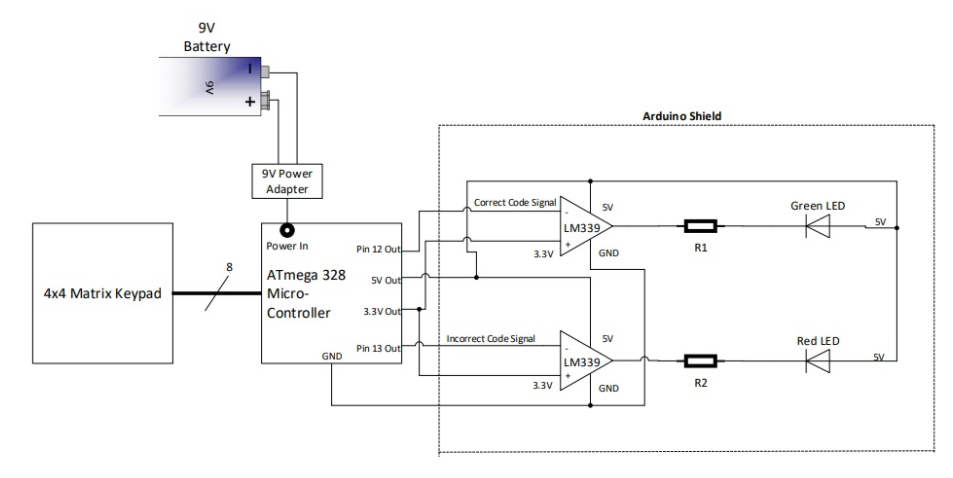 9V
Battery
−
9V
+
Arduino Shield
9V Power
Adapter
Correct Code Signal
5V
Green LED
-
LM339
5V
Power In
Pin 12 Out
+
3.3V
GND
R1
8
4x4 Matrix Keypad
ATmega 328
Micro-
Controller
5V Out
3.3V Out
Pin 13 Out
GND
Incorrect Code Signal
5V
Red LED
-
LM339
5V
+
3.3V
GND
R2